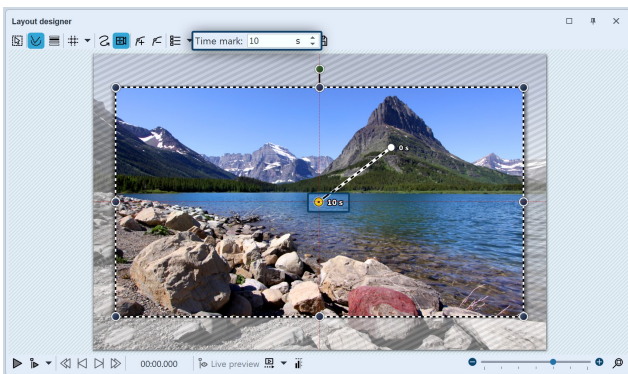 Layout designer
Time mark: 10 s
0 s
10 s
00:00.000 Live preview